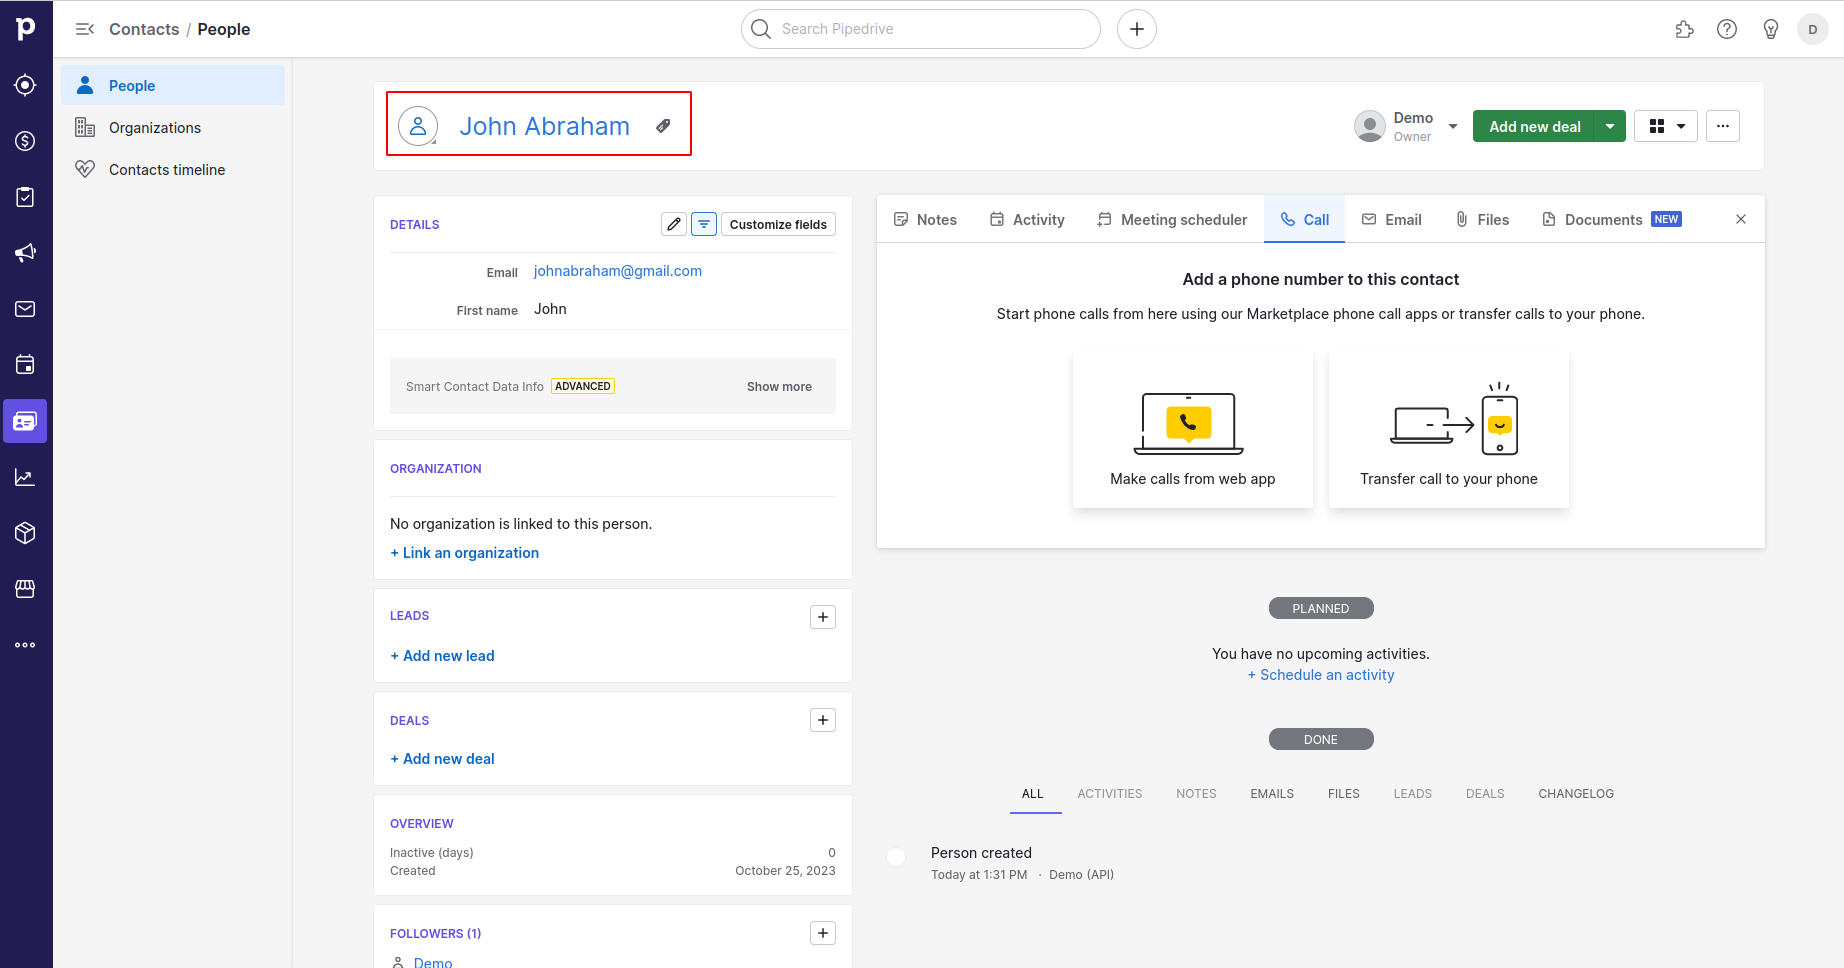 Contacts / People
Search Pipedrive
D
People
Organizations
Contacts timeline
John Abraham
Demo
Owner
Add new deal
DETAILS
Customize fields
Email johnabraham@gmail.com
First name John
Smart Contact Data Info ADVANCED Show more
ORGANIZATION
No organization is linked to this person.
+ Link an organization
LEADS
+ Add new lead
DEALS
+ Add new deal
OVERVIEW
Inactive (days) 0
Created October 25, 2023
FOLLOWERS (1)
Demo
Notes Activity Meeting scheduler Call Email Files Documents NEW
Add a phone number to this contact
Start phone calls from here using our Marketplace phone call apps or transfer calls to your phone.
Make calls from web app
Transfer call to your phone
PLANNED
You have no upcoming activities.
+ Schedule an activity
DONE
ALL ACTIVITIES NOTES EMAILS FILES LEADS DEALS CHANGELOG
Person created
Today at 1:31 PM · Demo (API)